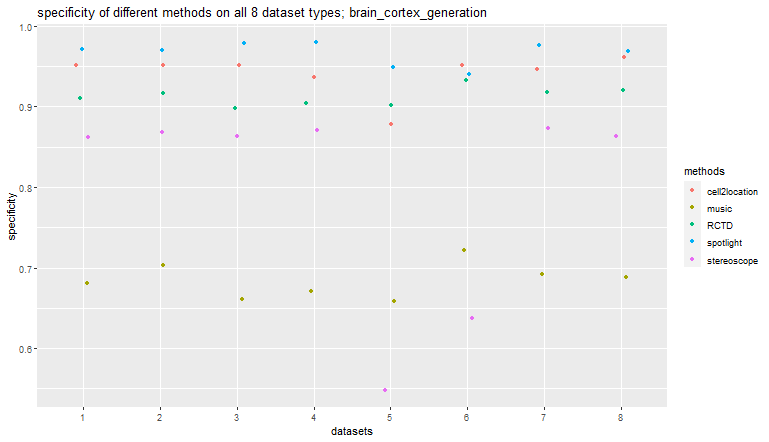 specificity of different methods on all 8 dataset types; brain_cortex_generation
1.0
0.9
0.8
0.7
0.6
specificity
1 2 3 4 5 6 7 8
datasets
methods
cell2location
music
RCTD
spotlight
stereoscope